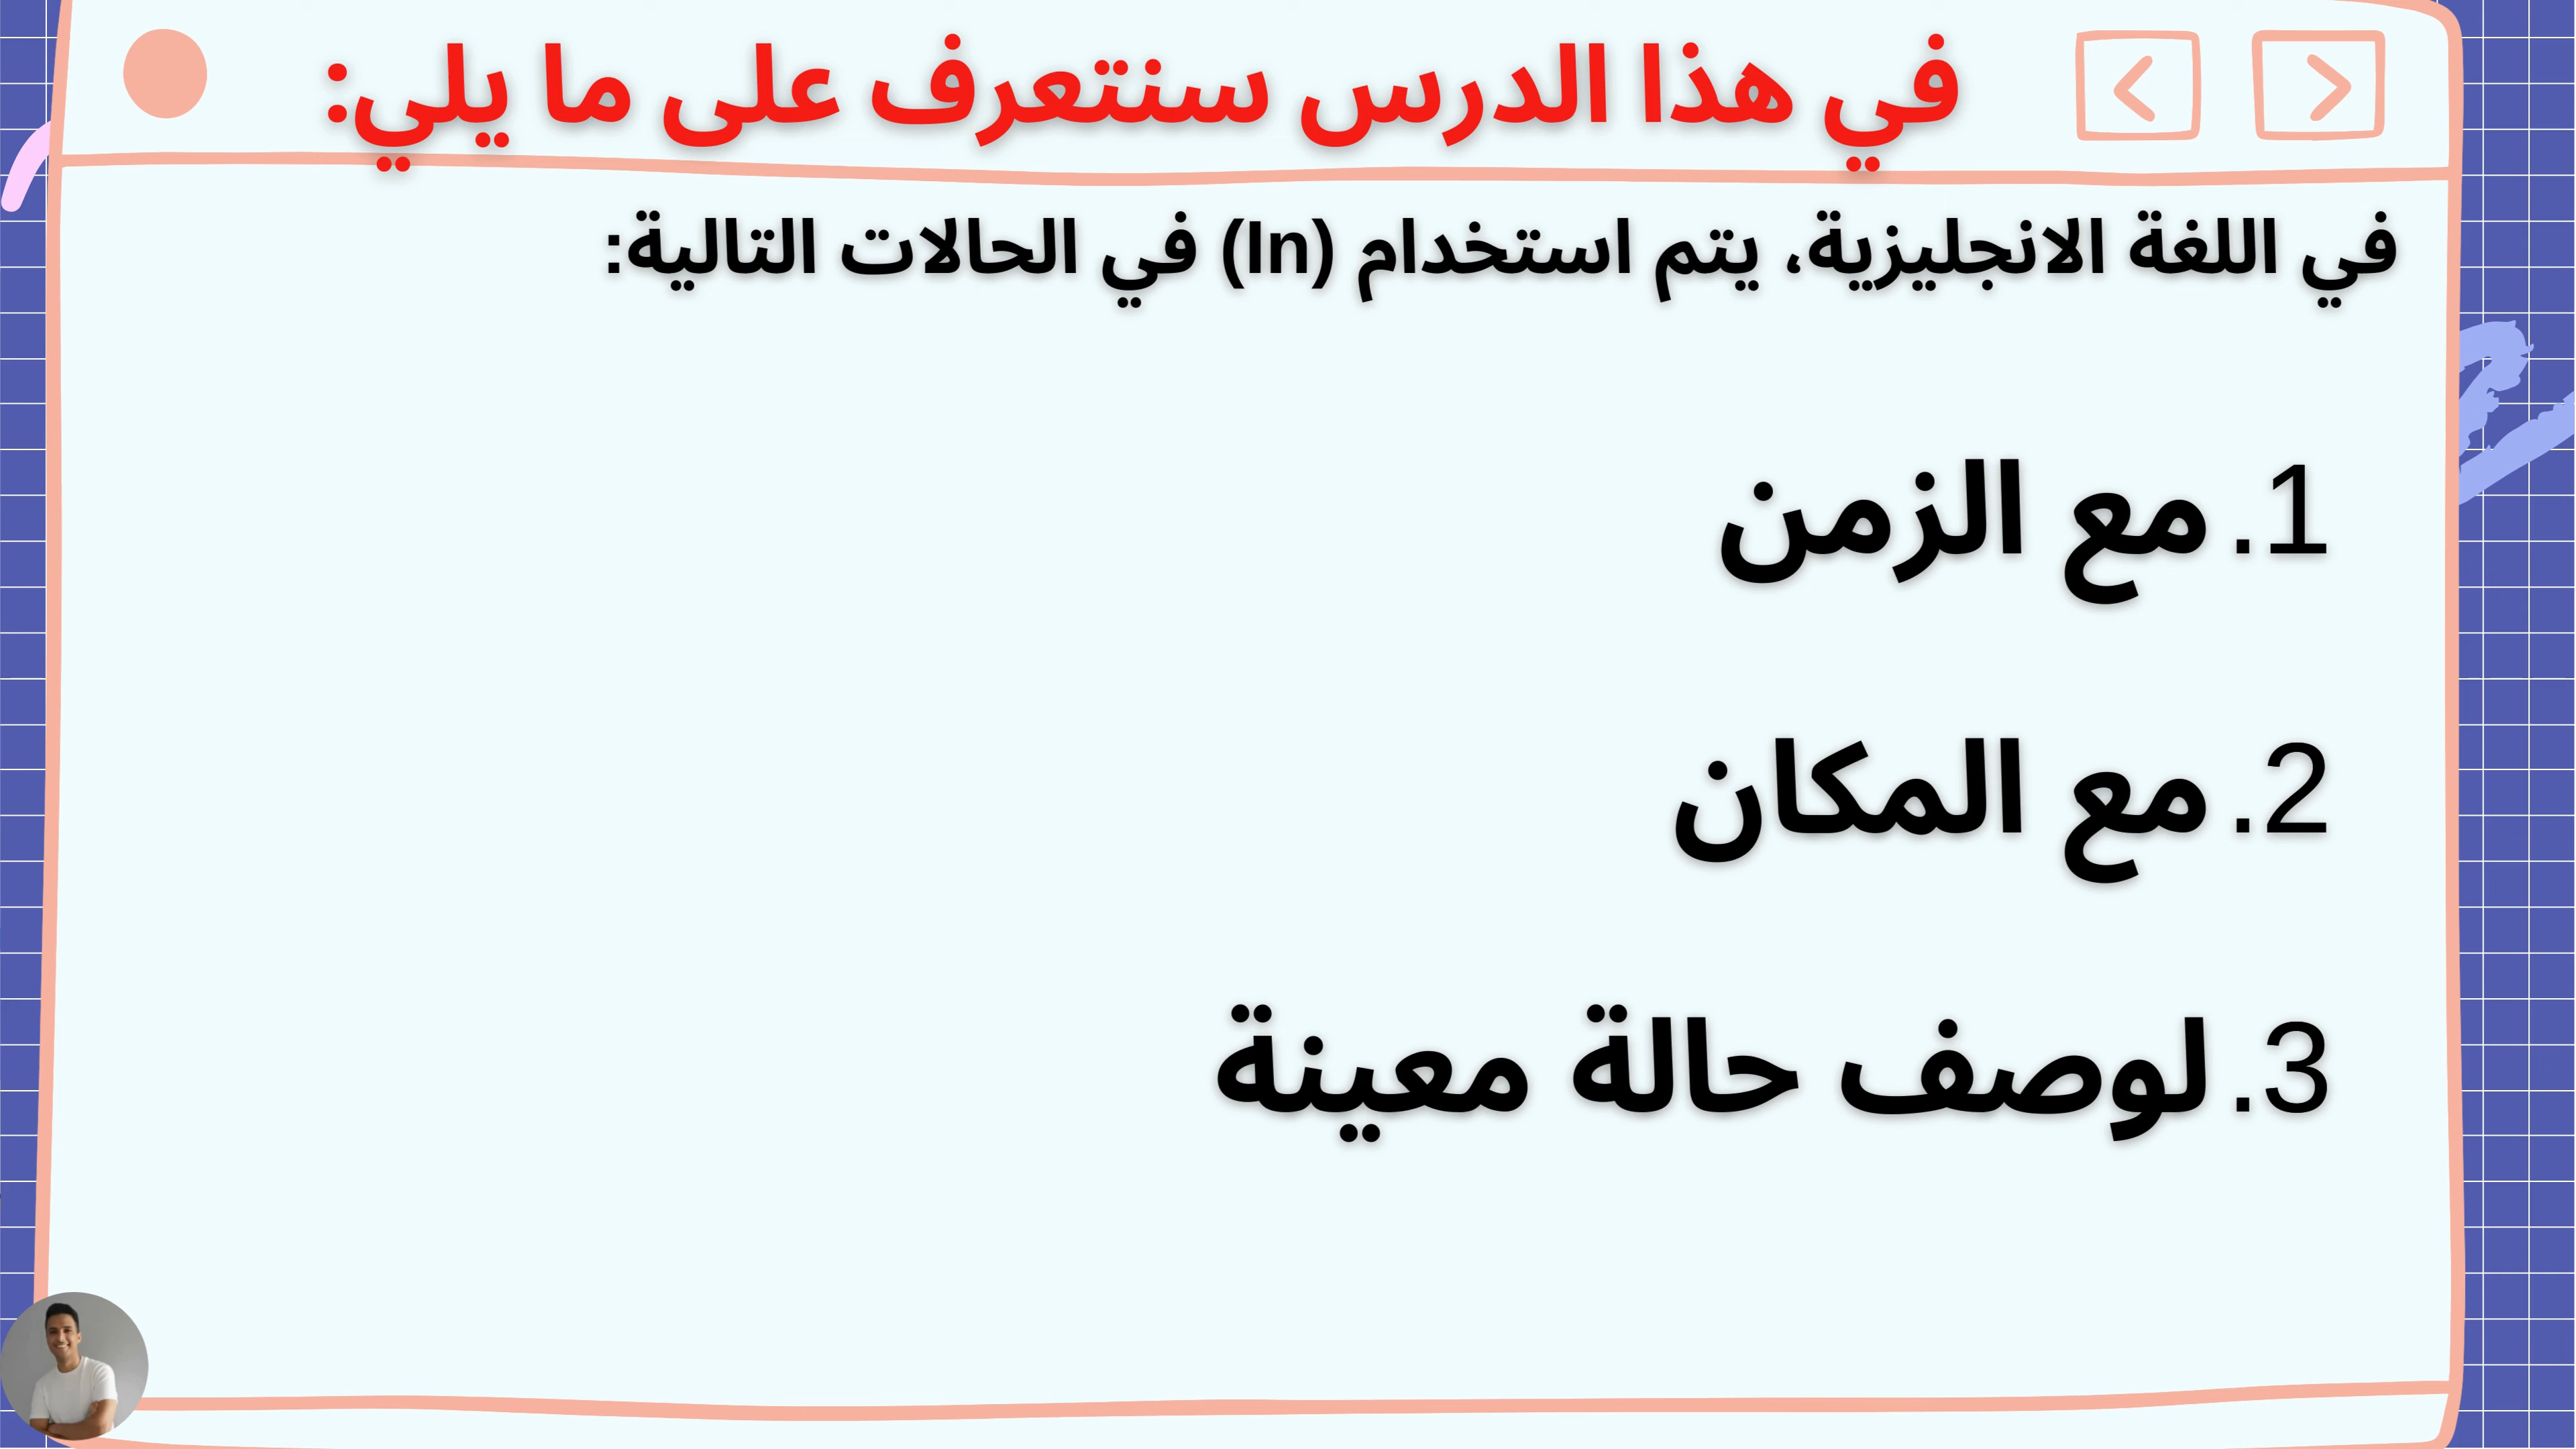 في هذا الدرس سنتعرف على ما يلي:
في اللغة الانجليزية، يتم استخدام (In) في الحالات التالية:
1. مع الزمن
2. مع المكان
3. لوصف حالة معينة